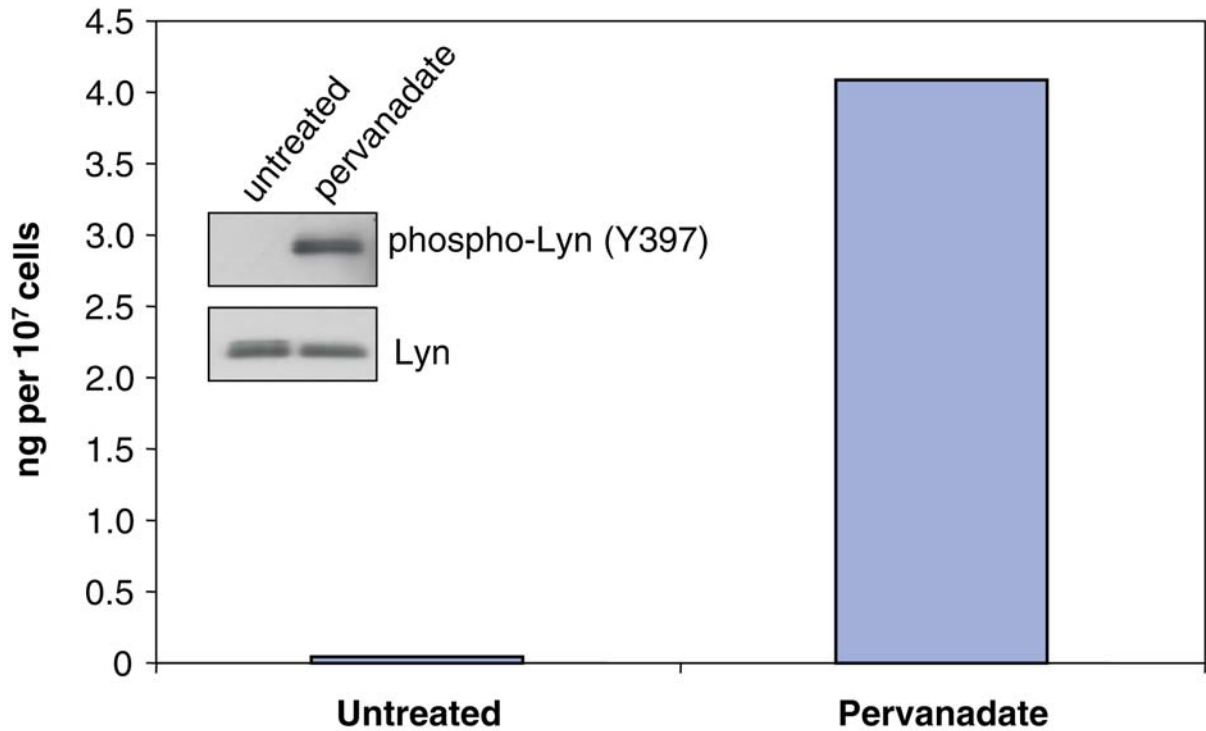 4.5
4.0
3.5
3.0
2.5
2.0
1.5
1.0
0.5
0
ng per 10⁷ cells
untreated
pervanadate
phospho-Lyn (Y397)
Lyn
Untreated
Pervanadate